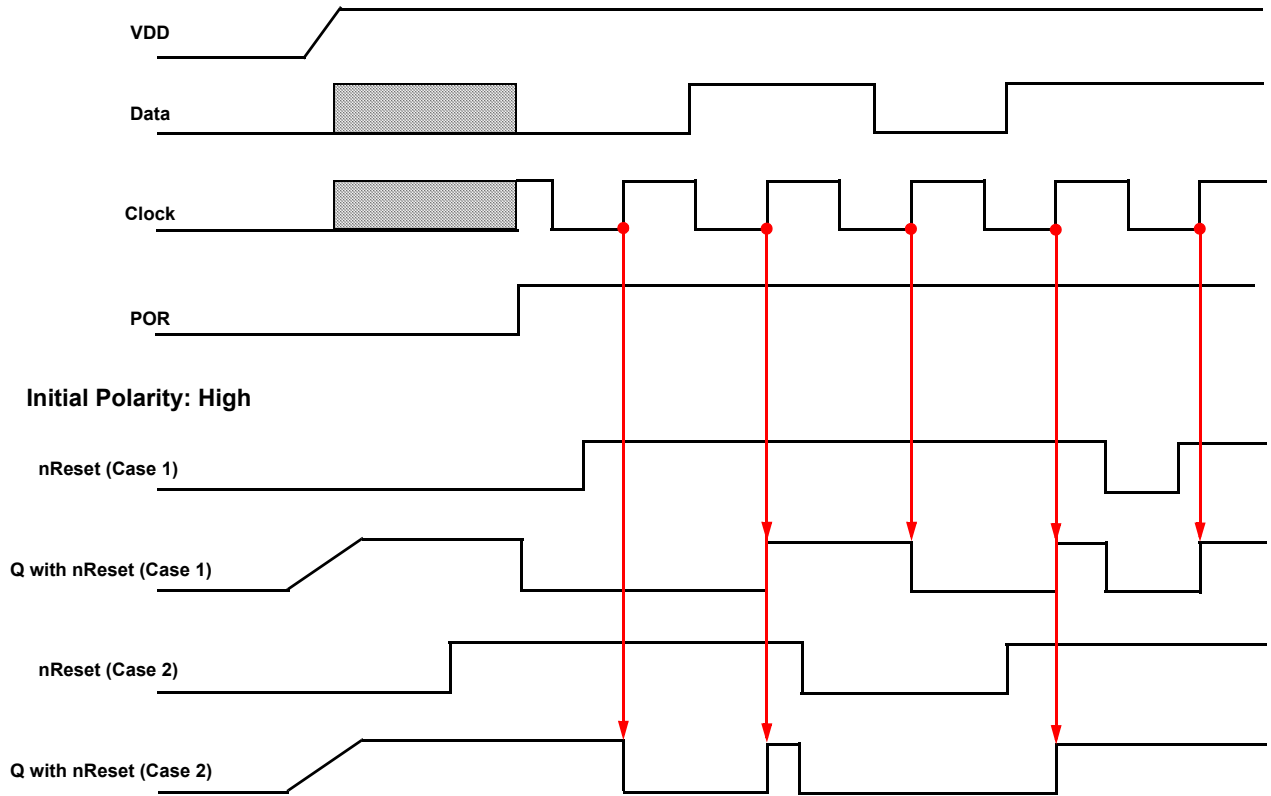 VDD
Data
Clock
POR
Initial Polarity: High
nReset (Case 1)
Q with nReset (Case 1)
nReset (Case 2)
Q with nReset (Case 2)